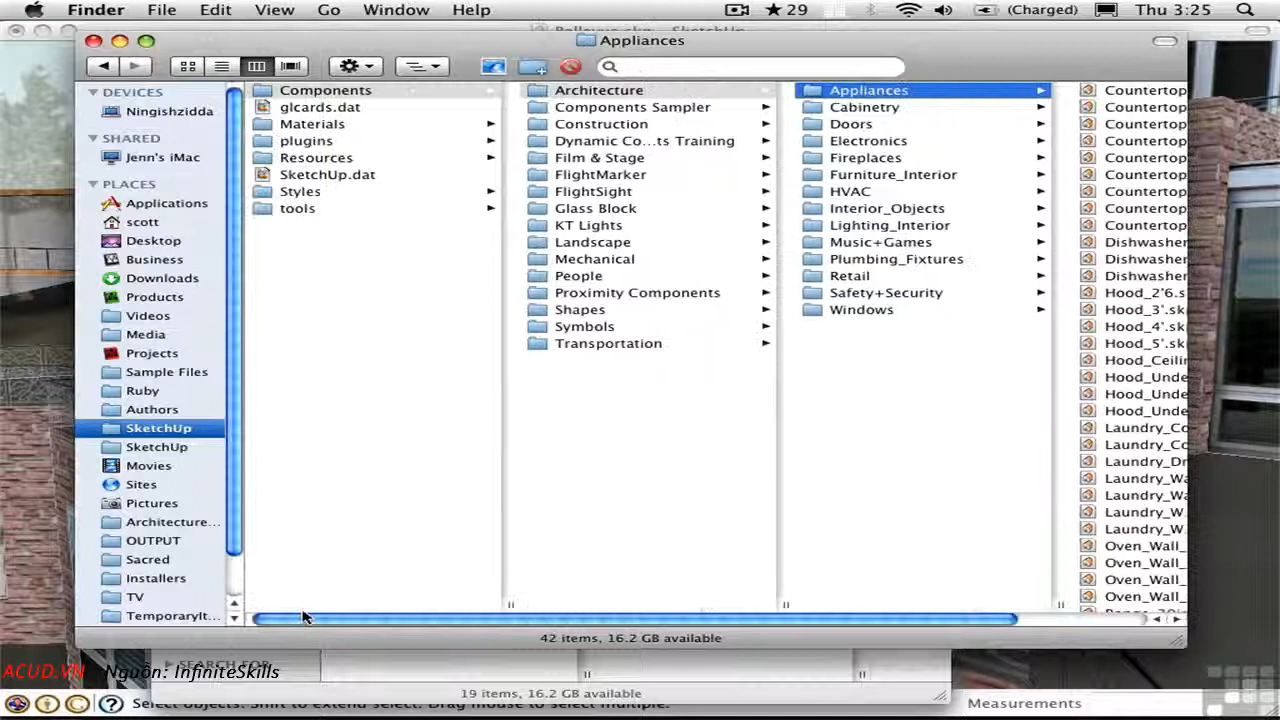 Finder File Edit View Go Window Help 29 (Charged) Thu 3:25
Appliances
DEVICES
Ningishzidda
SHARED
Jenn's iMac
PLACES
Applications
scott
Desktop
Business
Downloads
Products
Videos
Media
Projects
Sample Files
Ruby
Authors
SketchUp
SketchUp
Movies
Sites
Pictures
Architecture...
OUTPUT
Sacred
Installers
TV
TemporaryIt...
Components
glcards.dat
Materials
plugins
Resources
SketchUp.dat
Styles
tools
Architecture
Components Sampler
Construction
Dynamic Co...ts Training
Film & Stage
FlightMarker
FlightSight
Glass Block
KT Lights
Landscape
Mechanical
People
Proximity Components
Shapes
Symbols
Transportation
Appliances
Cabinetry
Doors
Electronics
Fireplaces
Furniture_Interior
HVAC
Interior_Objects
Lighting_Interior
Music+Games
Plumbing_Fixtures
Retail
Safety+Security
Windows
Countertop
Countertop
Countertop
Countertop
Countertop
Countertop
Countertop
Countertop
Countertop
Dishwasher
Dishwasher
Dishwasher
Hood_2'6.s
Hood_3'.sk
Hood_4'.sk
Hood_5'.sk
Hood_Ceilin
Hood_Unde
Hood_Unde
Hood_Unde
Laundry_Co
Laundry_Co
Laundry_Dr
Laundry_Wa
Laundry_Wa
Laundry_W
Laundry_W
Oven_Wall_
Oven_Wall_
Oven_Wall_
Oven_Wall_
42 items, 16.2 GB available
SEARCH FOR
ACUD.VN Nguồn: InfiniteSkills
19 items, 16.2 GB available
Select objects. Shift to extend select. Drag mouse to select multiple.
Measurements